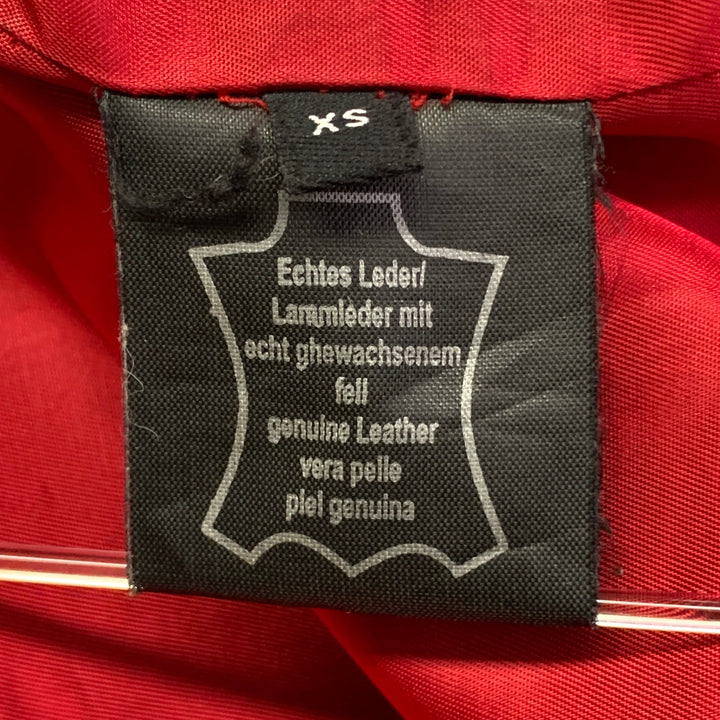 XS
Echtes Leder/
Lammleder mit
echt ghewachsenem
fell
genuine Leather
vera pelle
piel genuina